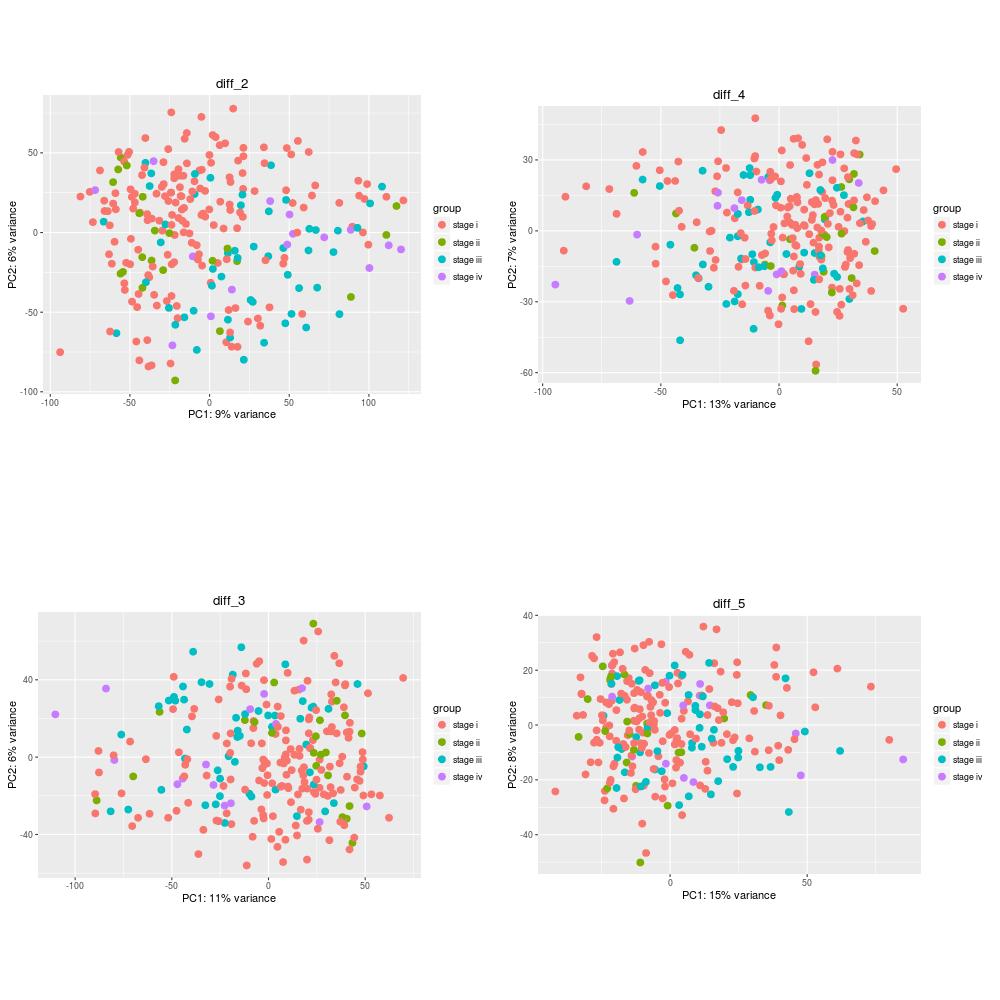 diff_2
50
0
-50
-100
-100
-50
0
50
100
PC1: 9% variance
PC2: 6% variance
group
stage i
stage ii
stage iii
stage iv
diff_4
30
0
-30
-60
-100
-50
0
50
PC1: 13% variance
PC2: 7% variance
group
stage i
stage ii
stage iii
stage iv
diff_3
40
0
-40
-100
-50
0
50
PC1: 11% variance
PC2: 6% variance
group
stage i
stage ii
stage iii
stage iv
diff_5
40
20
0
-20
-40
0
50
PC1: 15% variance
PC2: 8% variance
group
stage i
stage ii
stage iii
stage iv